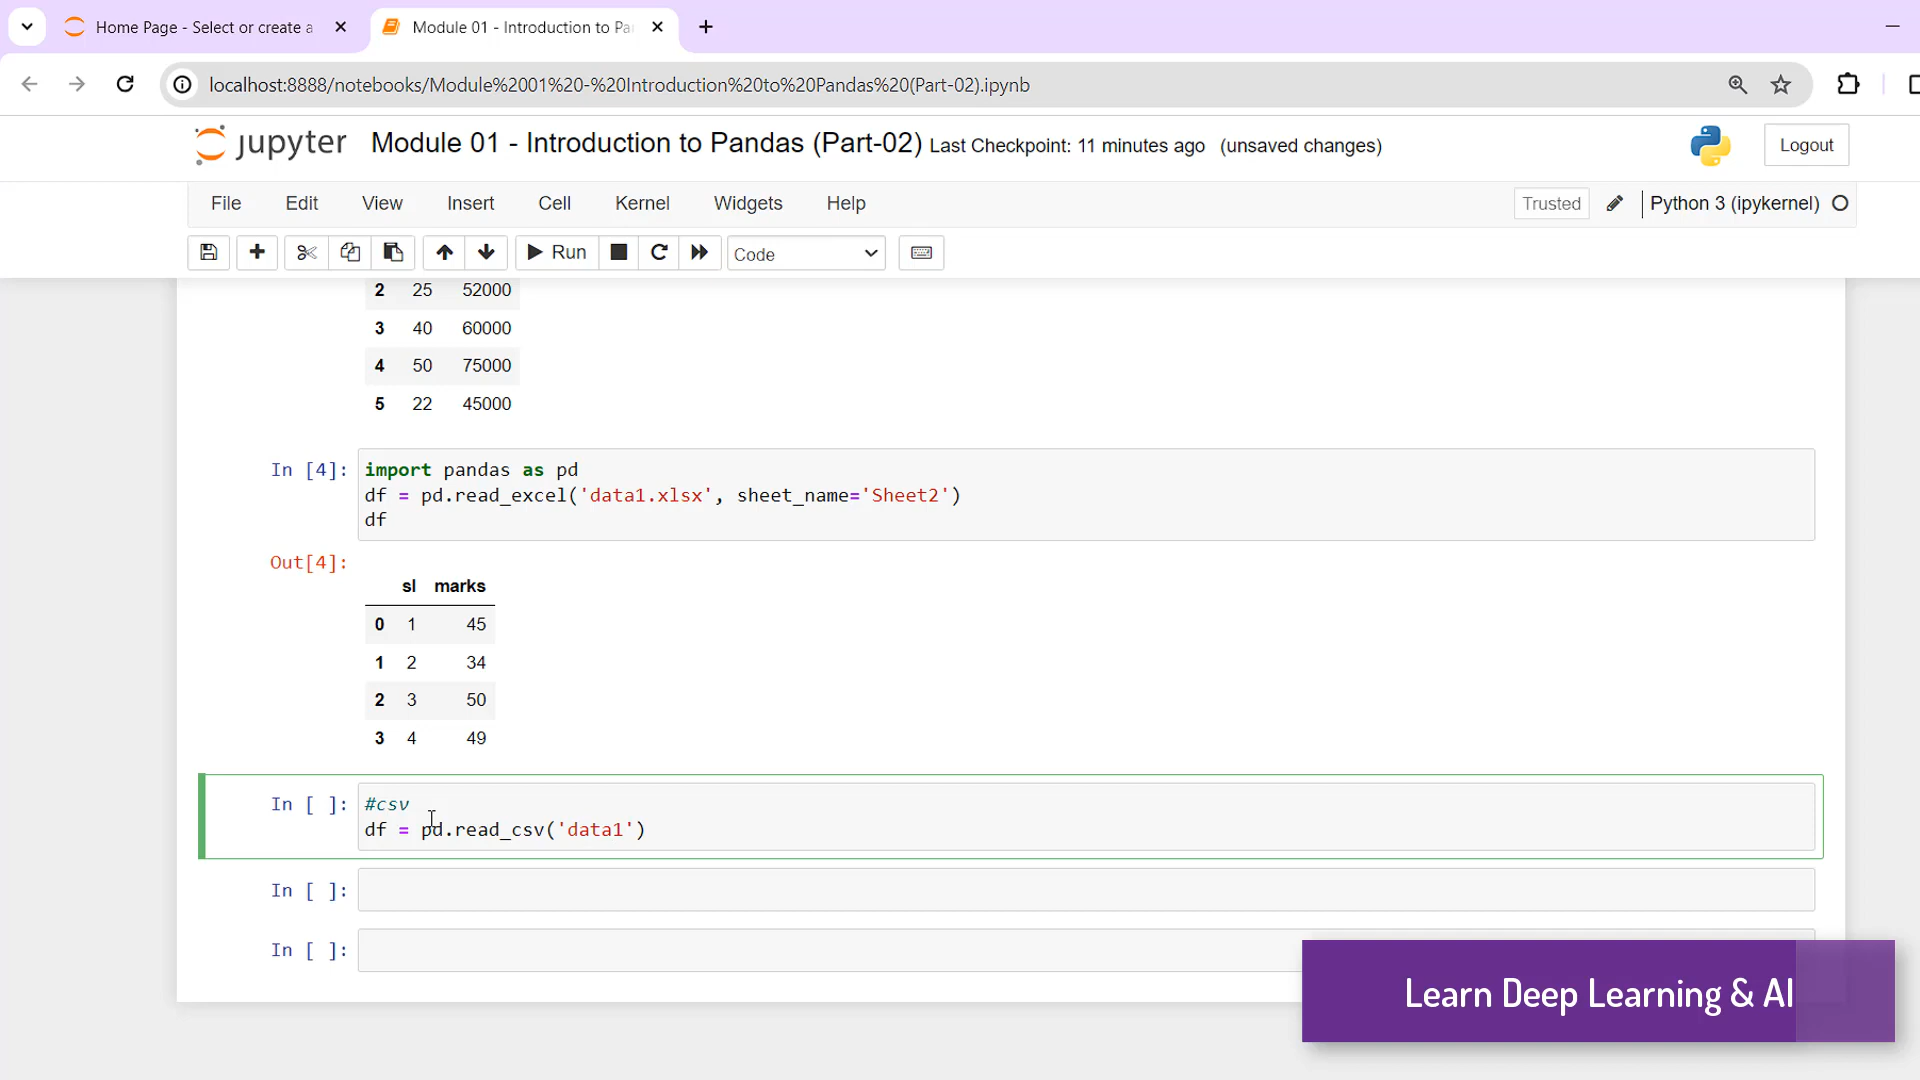 Home Page - Select or create a
Module 01 - Introduction to Pa
localhost:8888/notebooks/Module%2001%20-%20Introduction%20to%20Pandas%20(Part-02).ipynb
jupyter Module 01 - Introduction to Pandas (Part-02) Last Checkpoint: 11 minutes ago (unsaved changes)
Logout
File Edit View Insert Cell Kernel Widgets Help
Trusted Python 3 (ipykernel)
Run Code
2 25 52000
3 40 60000
4 50 75000
5 22 45000
In [4]: import pandas as pd
df = pd.read_excel('data1.xlsx', sheet_name='Sheet2')
df
Out[4]:
sl marks
0 1 45
1 2 34
2 3 50
3 4 49
In [ ]: #csv
df = pd.read_csv('data1')
In [ ]:
In [ ]:
Learn Deep Learning & AI